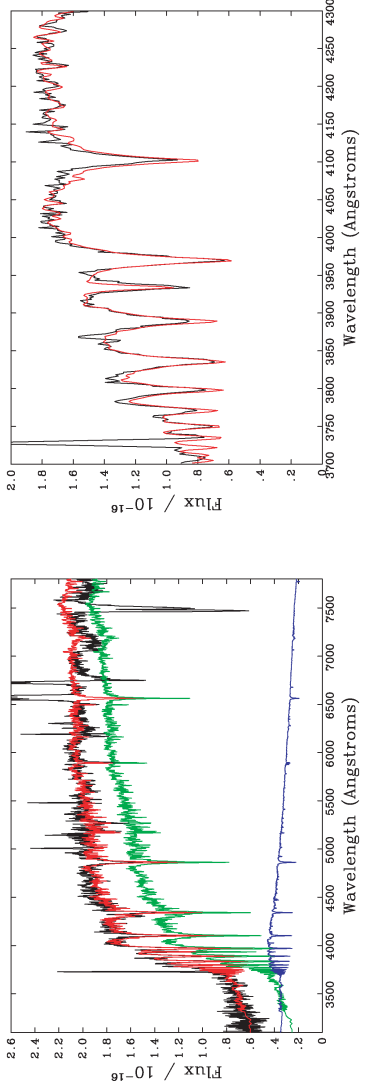 2.0 1.8 1.6 1.4 1.2 1.0 .8 .6 .4 .2 0
Flux / 10⁻¹⁶
3700 3750 3800 3850 3900 3950 4000 4050 4100 4150 4200 4250 4300
Wavelength (Angstroms)
2.6 2.4 2.2 2.0 1.8 1.6 1.4 1.2 1.0 .8 .6 .4 .2 0
Flux / 10⁻¹⁶
3500 4000 4500 5000 5500 6000 6500 7000 7500
Wavelength (Angstroms)